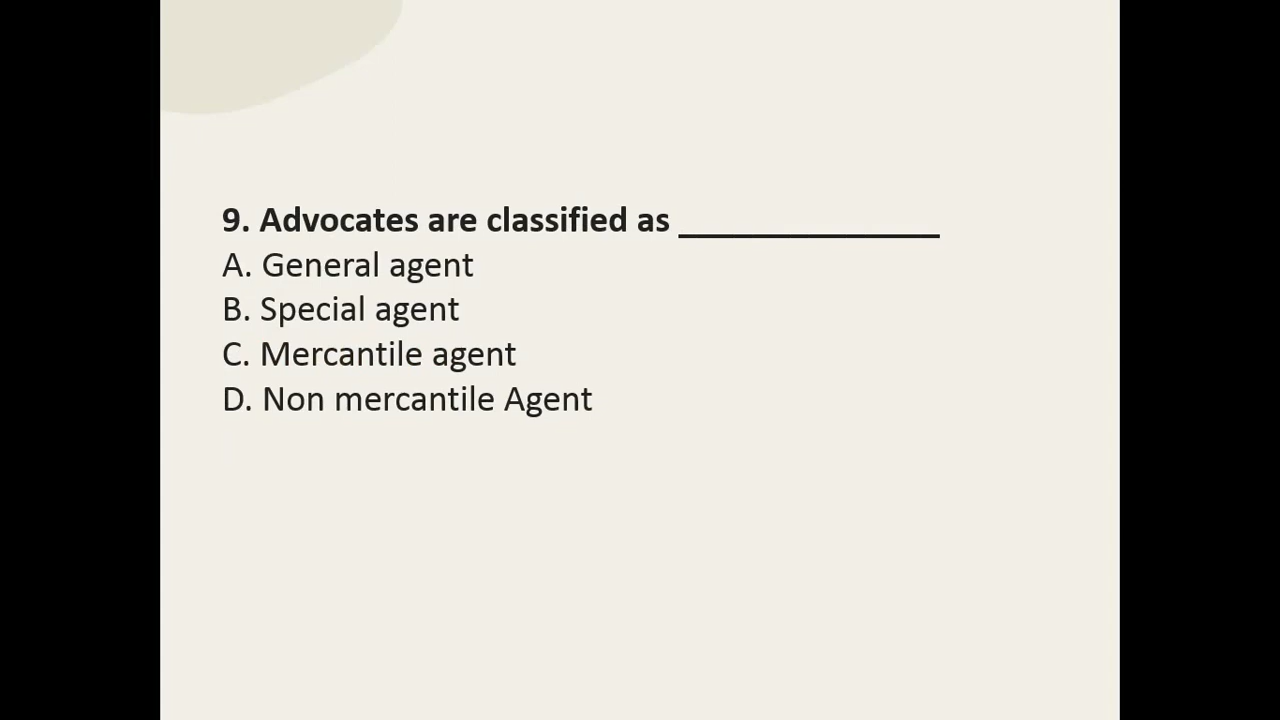 9. Advocates are classified as _______________
A. General agent
B. Special agent
C. Mercantile agent
D. Non mercantile Agent